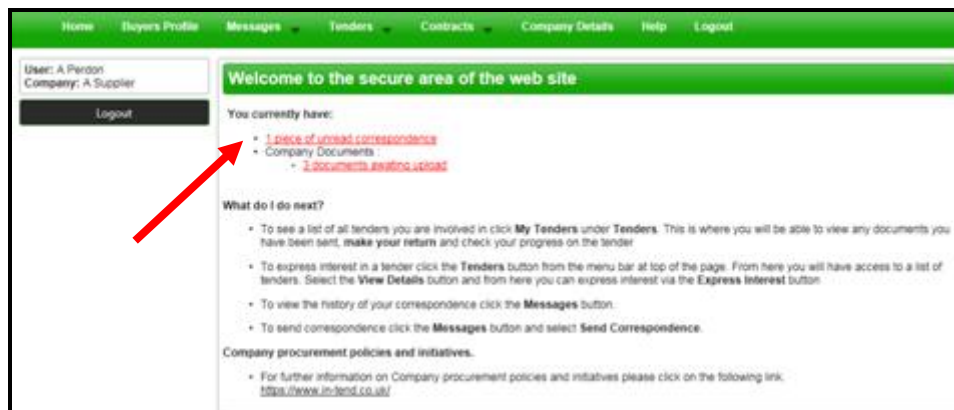 Home Buyers Profile Messages Tenders Contracts Company Details Help Logout
User: A Perdon
Company: A Supplier
Logout
Welcome to the secure area of the web site
You currently have:
1 piece of unread correspondence
Company Documents :
3 documents awaiting upload
What do I do next?
To see a list of all tenders you are involved in click My Tenders under Tenders. This is where you will be able to view any documents you
have been sent, make your return and check your progress on the tender
To express interest in a tender click the Tenders button from the menu bar at top of the page. From here you will have access to a list of
tenders. Select the View Details button and from here you can express interest via the Express Interest button
To view the history of your correspondence click the Messages button.
To send correspondence click the Messages button and select Send Correspondence.
Company procurement policies and initiatives.
For further information on Company procurement policies and initiatives please click on the following link.
https://www.in-tend.co.uk/